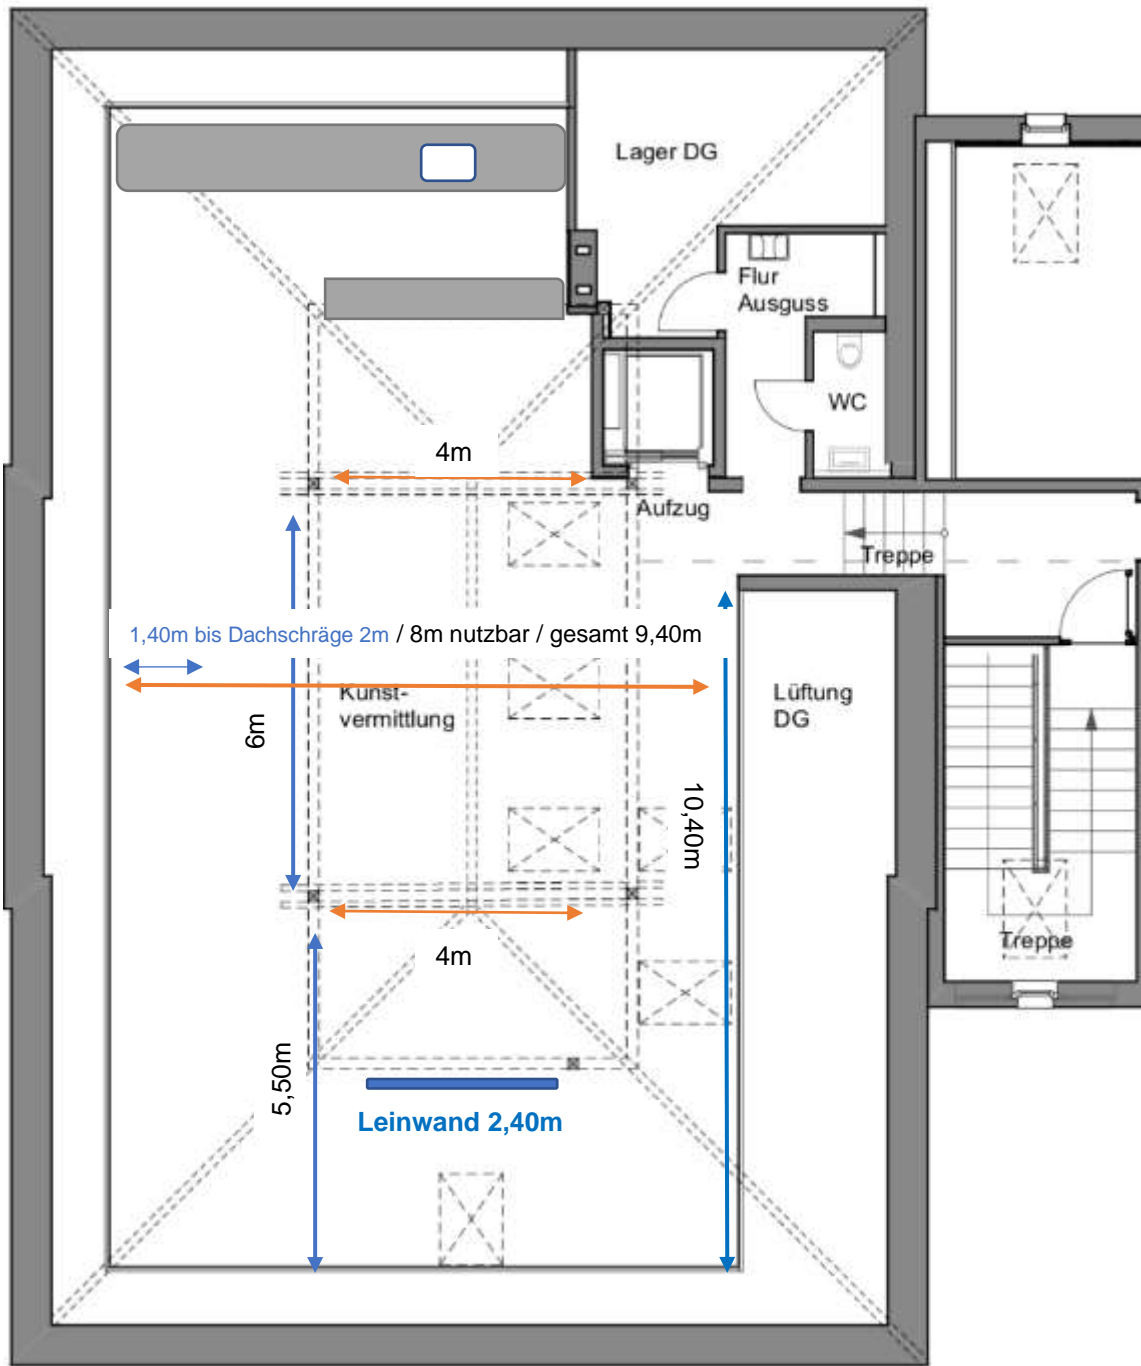 Lager DG
Flur
Ausguss
WC
4m
Aufzug
Treppe
1,40m bis Dachschräge 2m / 8m nutzbar / gesamt 9,40m
Kunst-
vermittlung
Lüftung
DG
6m
10,40m
Treppe
4m
5,50m
Leinwand 2,40m